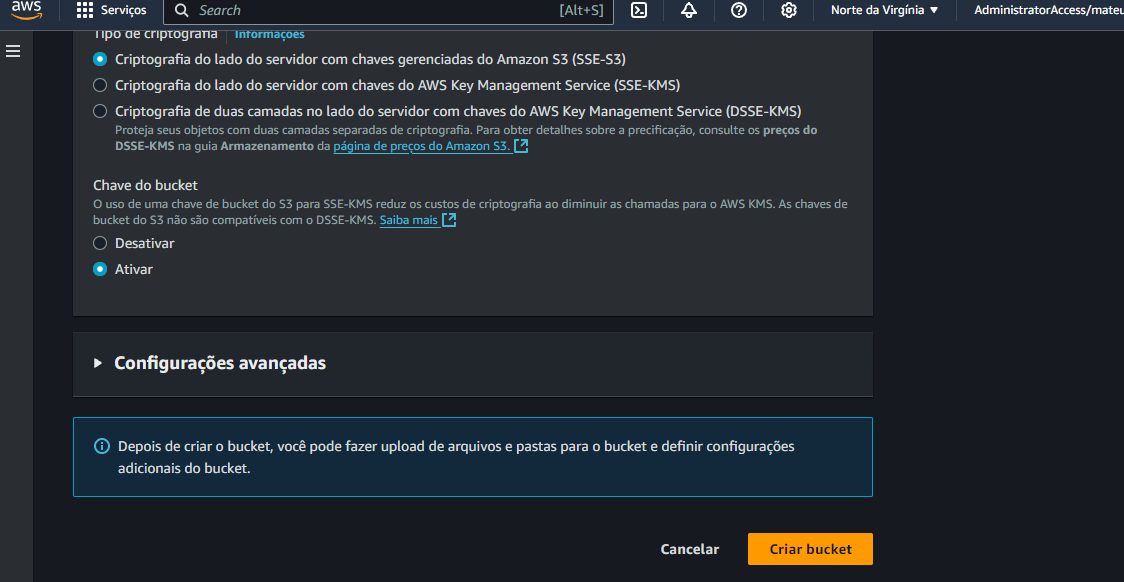 aws
Serviços
Search
[Alt+S]
Norte da Virgínia
AdministratorAccess/mateu
Tipo de criptografia
Informações
Criptografia do lado do servidor com chaves gerenciadas do Amazon S3 (SSE-S3)
Criptografia do lado do servidor com chaves do AWS Key Management Service (SSE-KMS)
Criptografia de duas camadas no lado do servidor com chaves do AWS Key Management Service (DSSE-KMS)
Proteja seus objetos com duas camadas separadas de criptografia. Para obter detalhes sobre a precificação, consulte os preços do
DSSE-KMS na guia Armazenamento da página de preços do Amazon S3.
Chave do bucket
O uso de uma chave de bucket do S3 para SSE-KMS reduz os custos de criptografia ao diminuir as chamadas para o AWS KMS. As chaves de
bucket do S3 não são compatíveis com o DSSE-KMS. Saiba mais
Desativar
Ativar
Configurações avançadas
Depois de criar o bucket, você pode fazer upload de arquivos e pastas para o bucket e definir configurações
adicionais do bucket.
Cancelar
Criar bucket